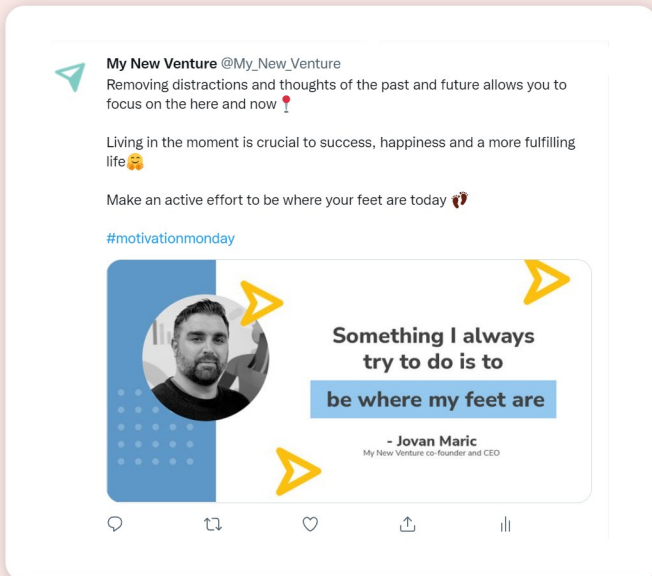 My New Venture @My_New_Venture
Removing distractions and thoughts of the past and future allows you to
focus on the here and now📍
Living in the moment is crucial to success, happiness and a more fulfilling
life🤗
Make an active effort to be where your feet are today 👣
#motivationmonday
Something I always
try to do is to
be where my feet are
- Jovan Maric
My New Venture co-founder and CEO